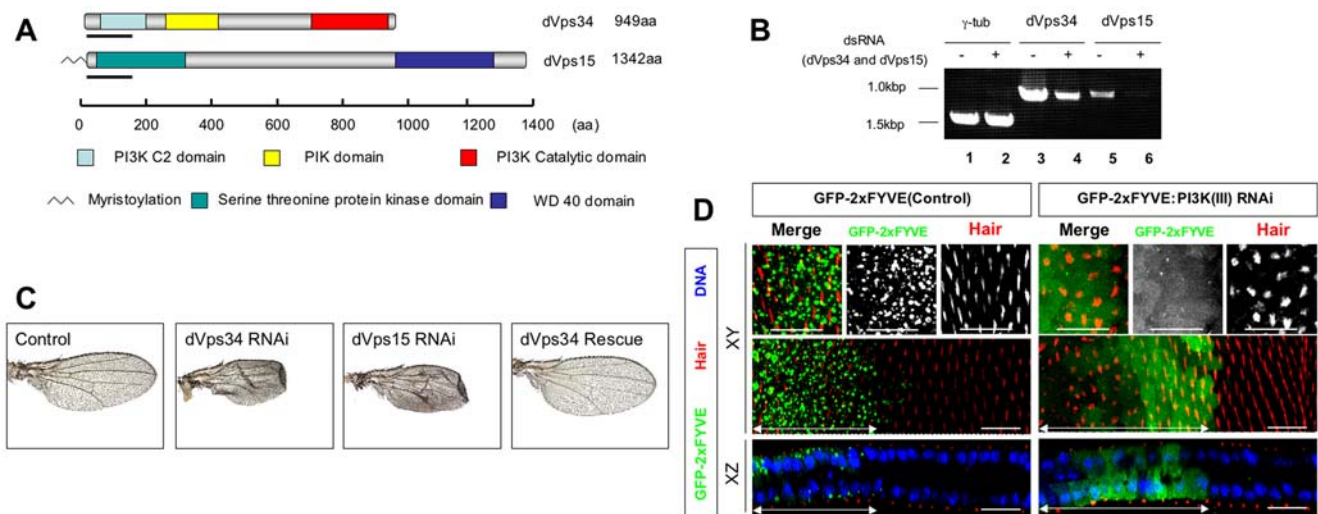 A
dVps34 949aa
dVps15 1342aa
0 200 400 600 800 1000 1200 1400 (aa)
PI3K C2 domain PIK domain PI3K Catalytic domain
Myristoylation Serine threonine protein kinase domain WD 40 domain
B
γ-tub dVps34 dVps15
dsRNA
(dVps34 and dVps15)
- + - + - +
1.0kbp
1.5kbp
1 2 3 4 5 6
C
Control
dVps34 RNAi
dVps15 RNAi
dVps34 Rescue
D
GFP-2xFYVE(Control) GFP-2xFYVE:PI3K(III) RNAi
Merge GFP-2xFYVE Hair Merge GFP-2xFYVE Hair
GFP-2xFYVE Hair DNA
XY
XZ